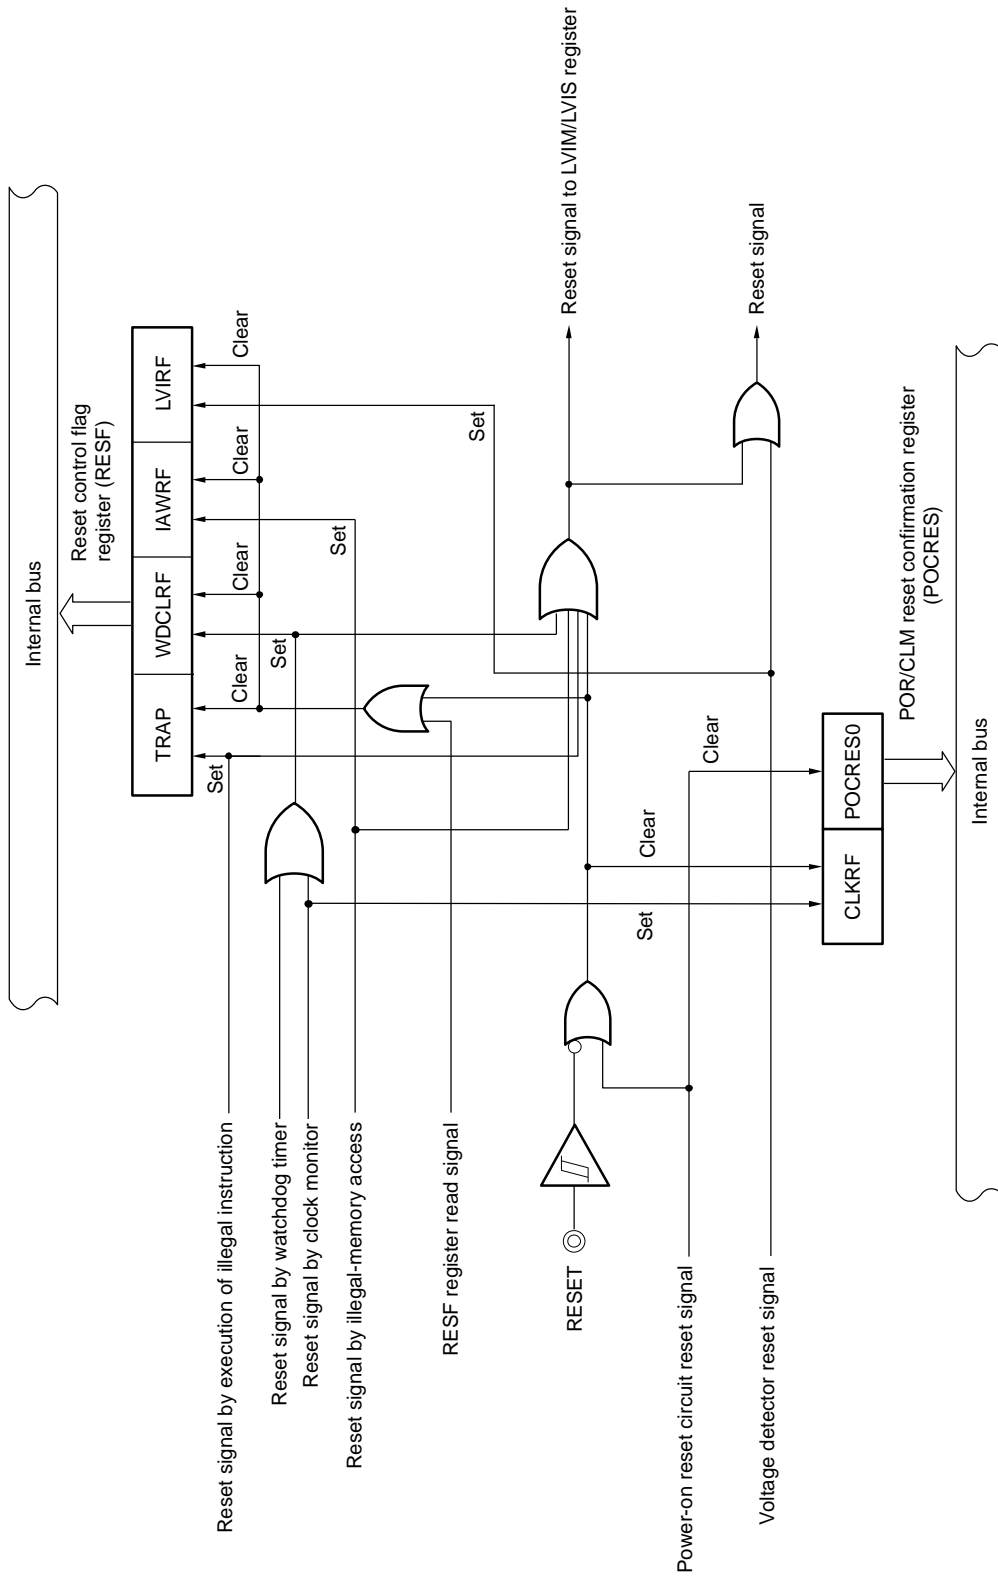 Internal bus
Reset control flag
register (RESF)
TRAP
WDCLRF
IAWRF
LVIRF
Set
Clear
Set
Clear
Set
Clear
Set
Clear
Reset signal by execution of illegal instruction
Reset signal by watchdog timer
Reset signal by clock monitor
Reset signal by illegal-memory access
RESF register read signal
RESET
Power-on reset circuit reset signal
Voltage detector reset signal
Reset signal to LVIM/LVIS register
Reset signal
Set
Clear
Clear
CLKRF
POCRES0
POR/CLM reset confirmation register
(POCRES)
Internal bus